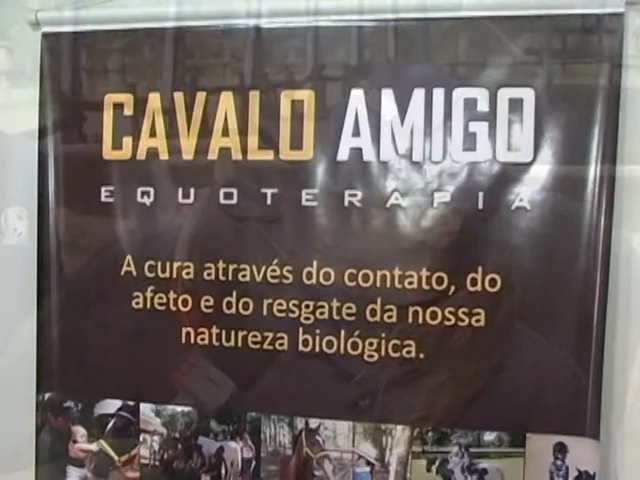 CAVALO AMIGO
EQUOTERAPIA
A cura através do contato, do
afeto e do resgate da nossa
natureza biológica.